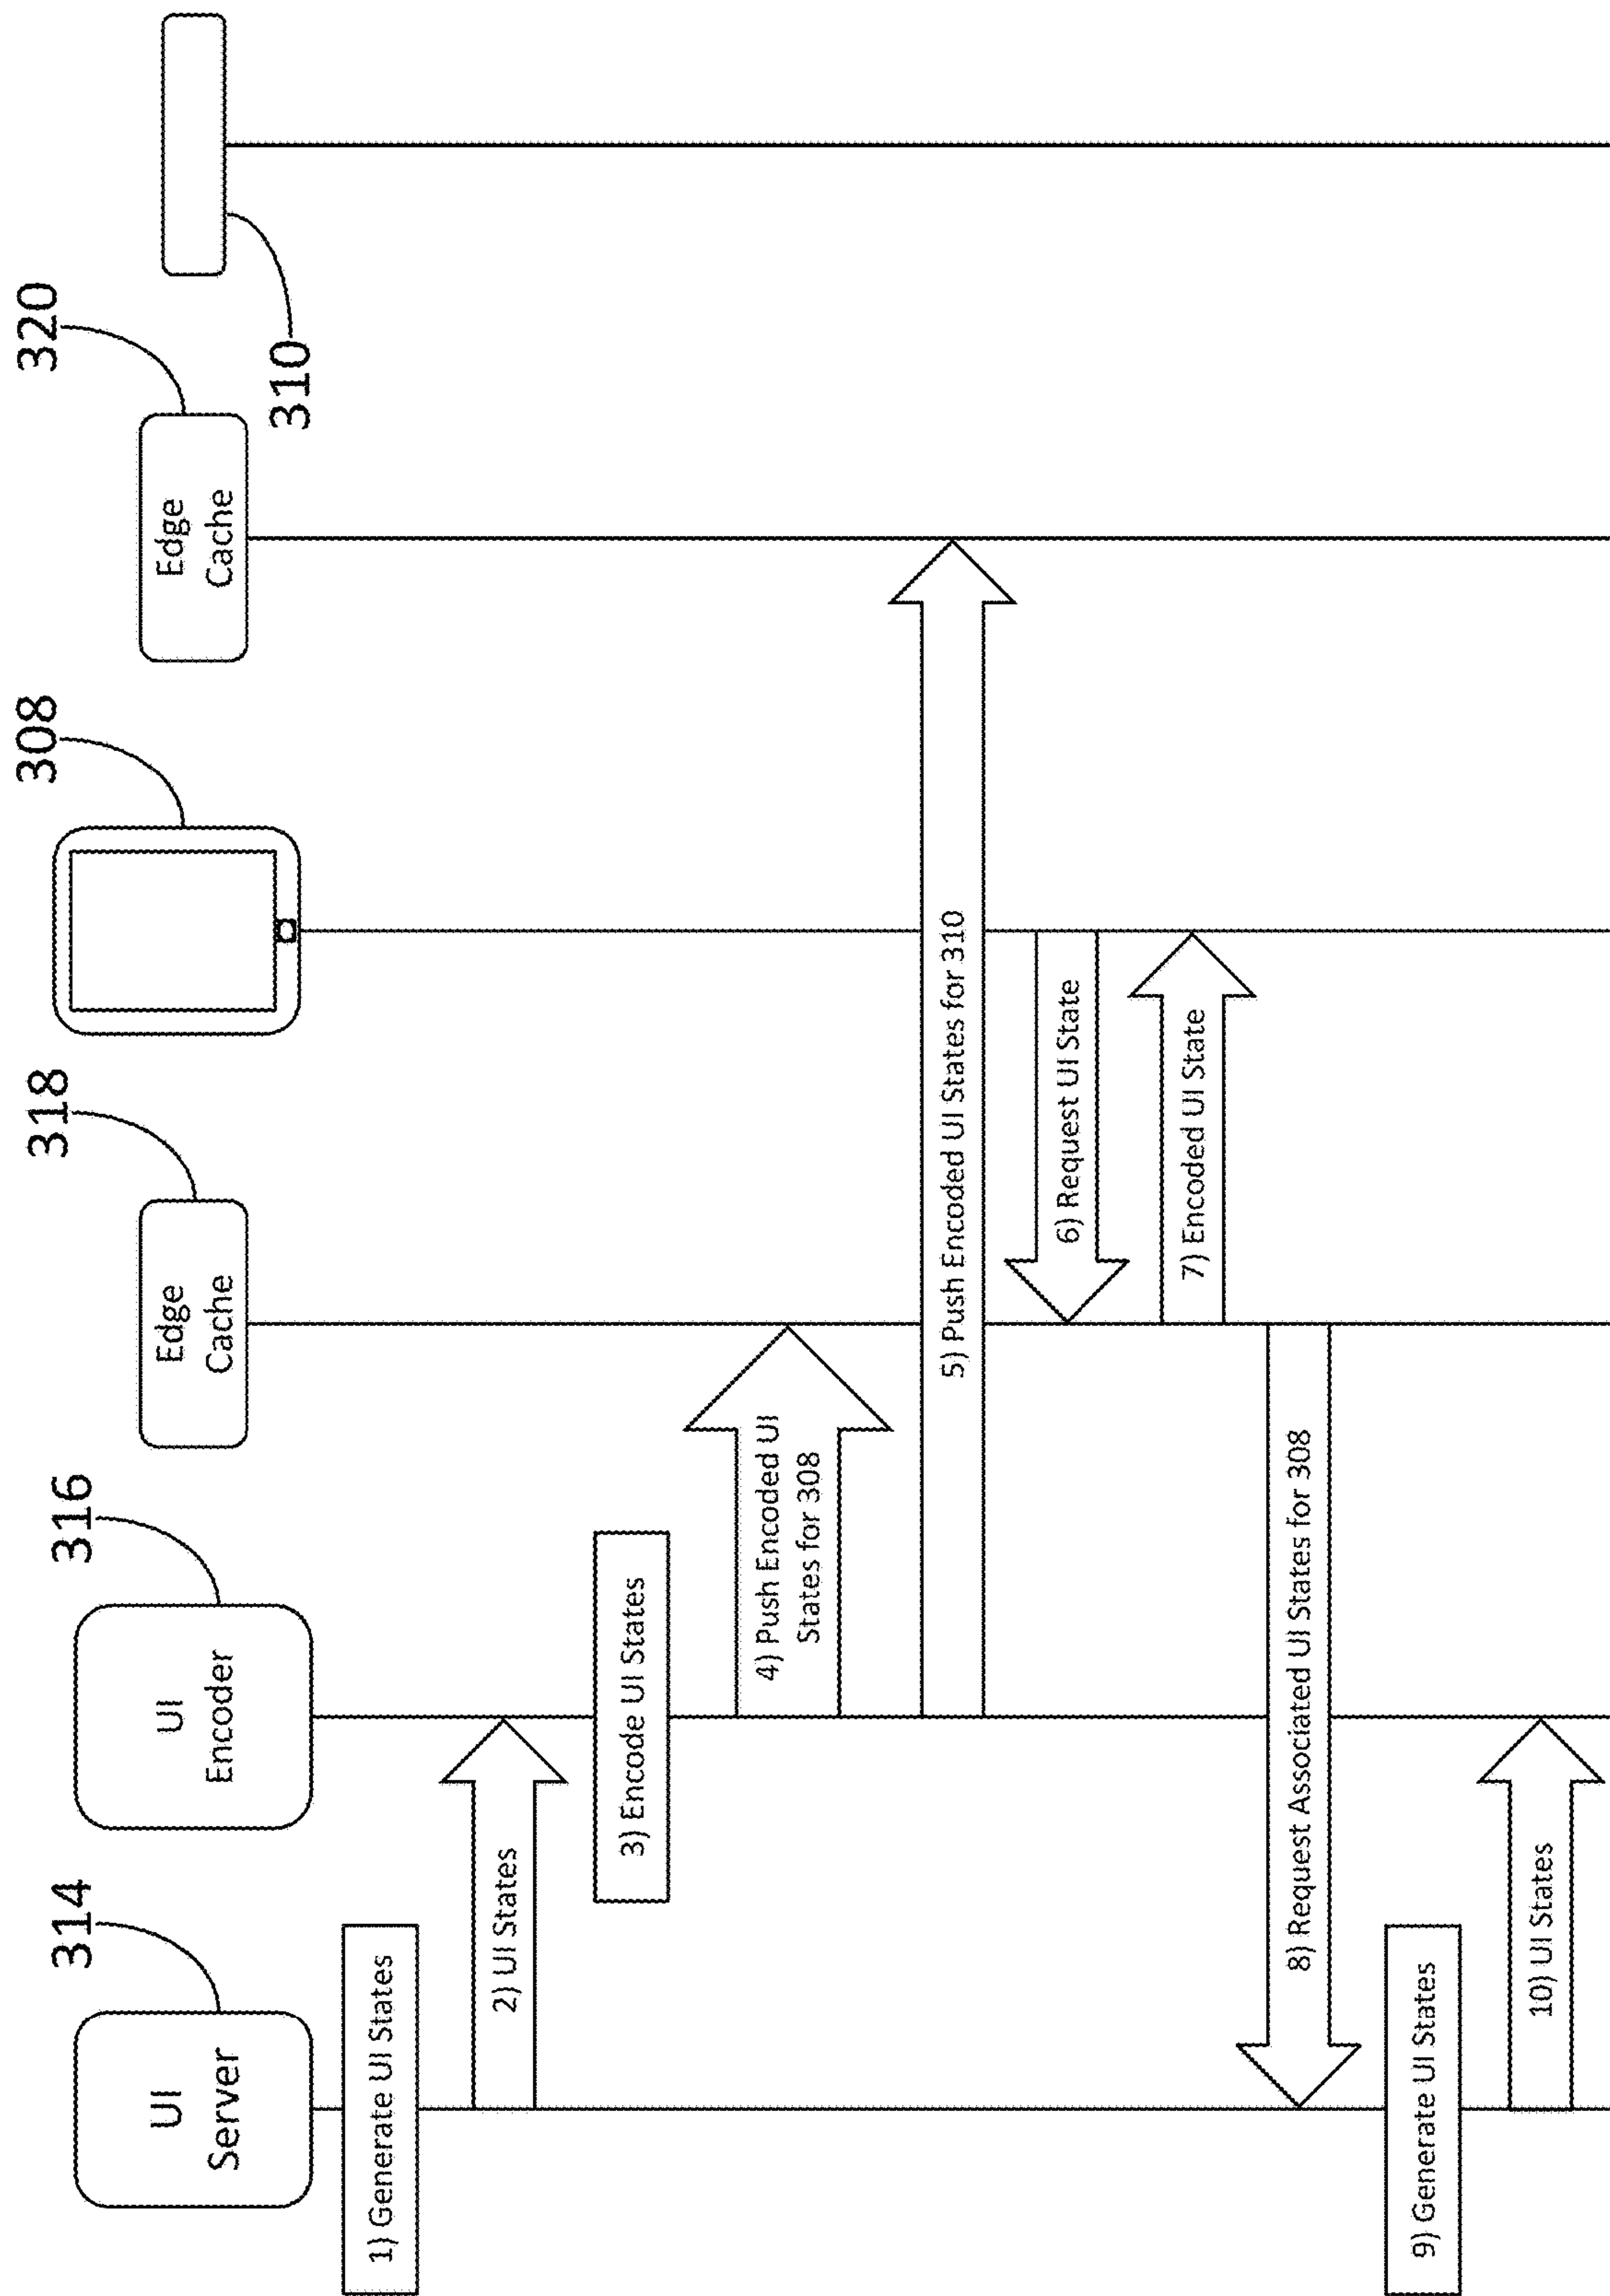 314
316
318
308
320
310
UI
Server
UI
Encoder
Edge
Cache
Edge
Cache
1) Generate UI States
2) UI States
3) Encode UI States
4) Push Encoded UI
States for 308
5) Push Encoded UI States for 310
6) Request UI State
7) Encoded UI State
8) Request Associated UI States for 308
9) Generate UI States
10) UI States